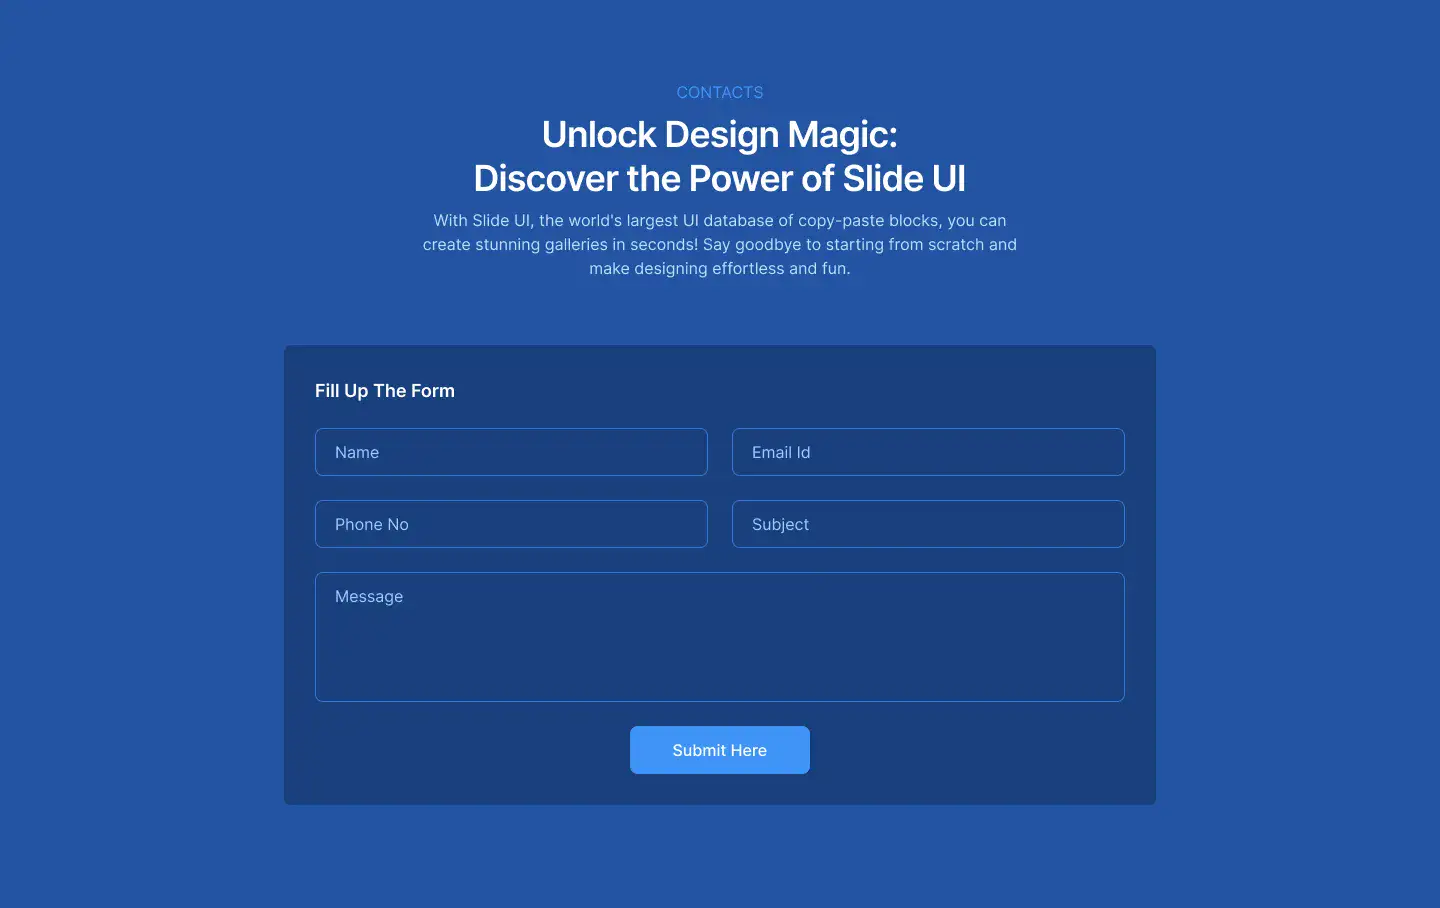 CONTACTS
Unlock Design Magic:
Discover the Power of Slide UI
With Slide UI, the world's largest UI database of copy-paste blocks, you can
create stunning galleries in seconds! Say goodbye to starting from scratch and
make designing effortless and fun.
Fill Up The Form
Name
Email Id
Phone No
Subject
Message
Submit Here